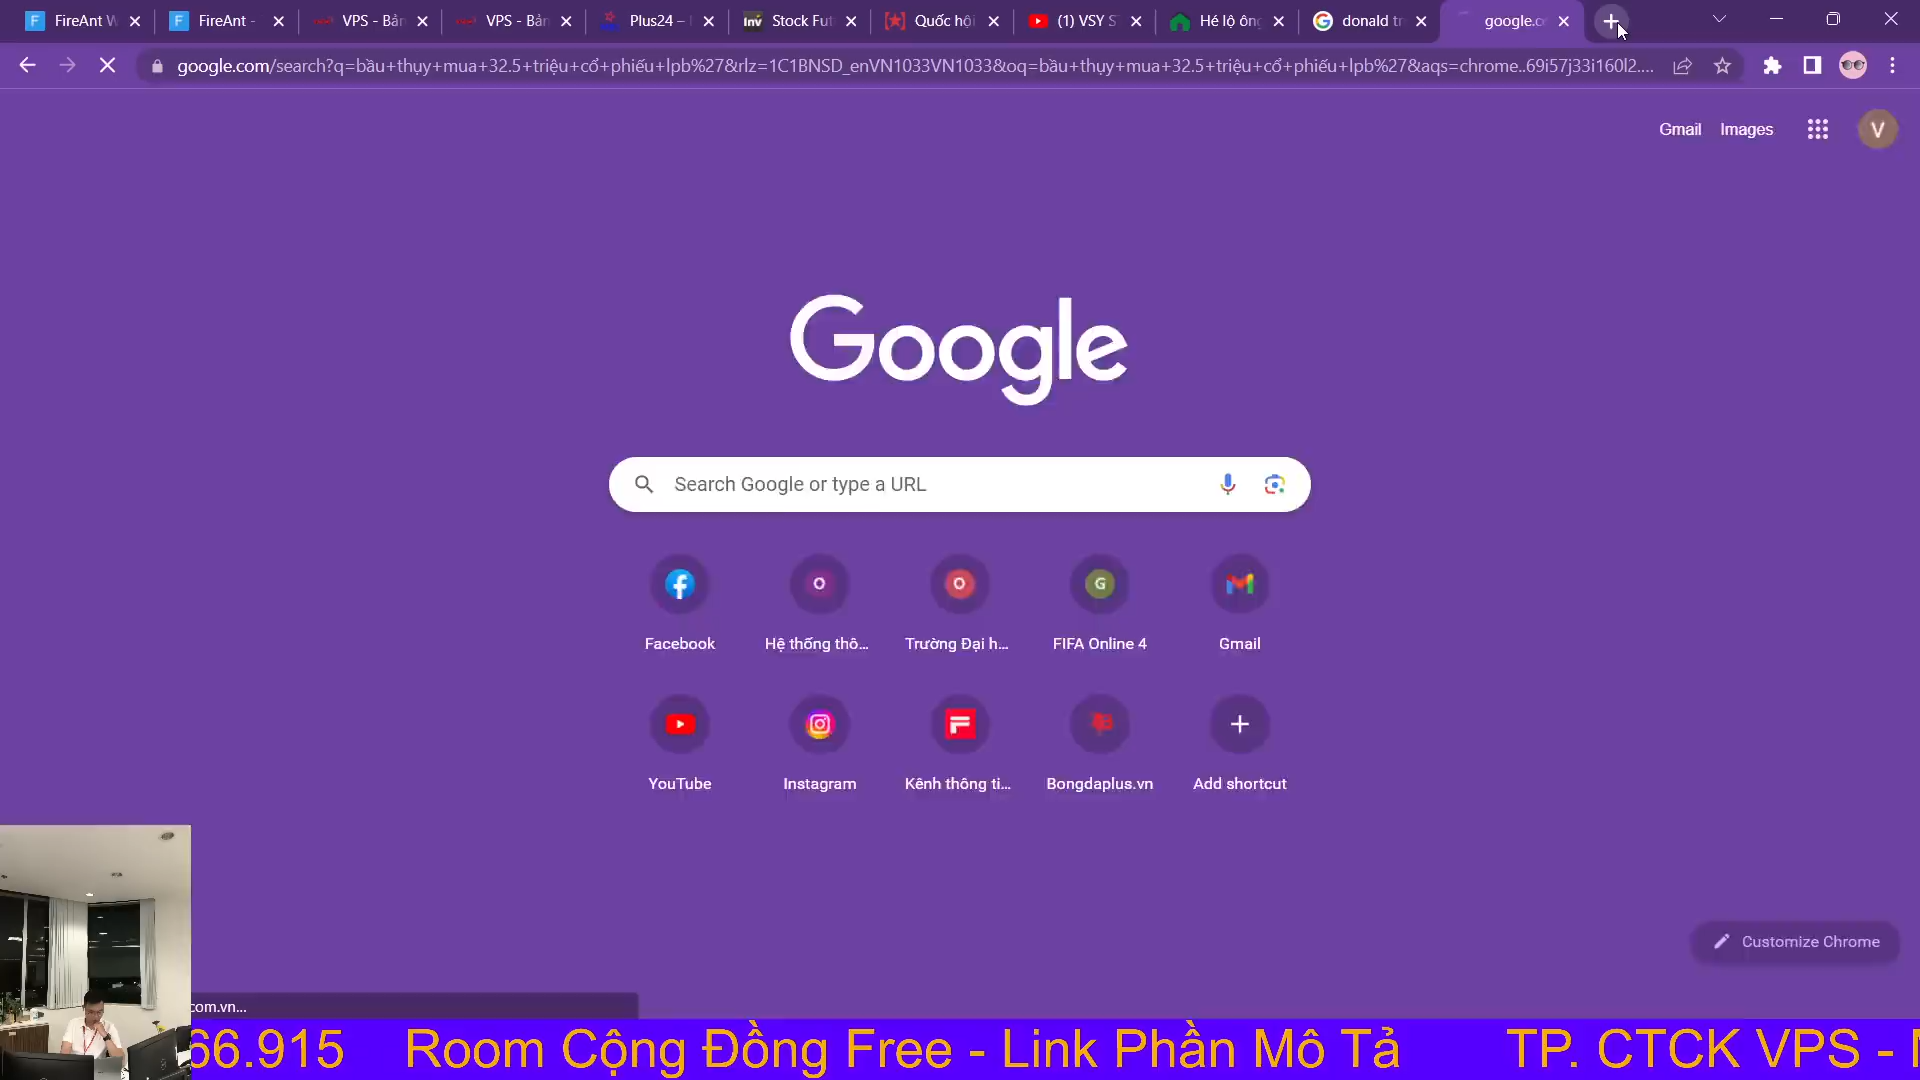 FireAnt W
FireAnt -
VPS - Bản
VPS - Bản
Plus24 –
Stock Fut
Quốc hội
(1) VSY S
Hé lộ ông
donald tr
google.c
google.com/search?q=bầu+thụy+mua+32.5+triệu+cổ+phiếu+lpb%27&rlz=1C1BNSD_enVN1033VN1033&oq=bầu+thụy+mua+32.5+triệu+cổ+phiếu+lpb%27&aqs=chrome..69i57j33i160l2....
Gmail Images
V
Google
Search Google or type a URL
Facebook
Hệ thống thô...
Trường Đại h...
FIFA Online 4
Gmail
YouTube
Instagram
Kênh thông ti...
Bongdaplus.vn
Add shortcut
Customize Chrome
com.vn...
66.915 Room Cộng Đồng Free - Link Phần Mô Tả TP. CTCK VPS -